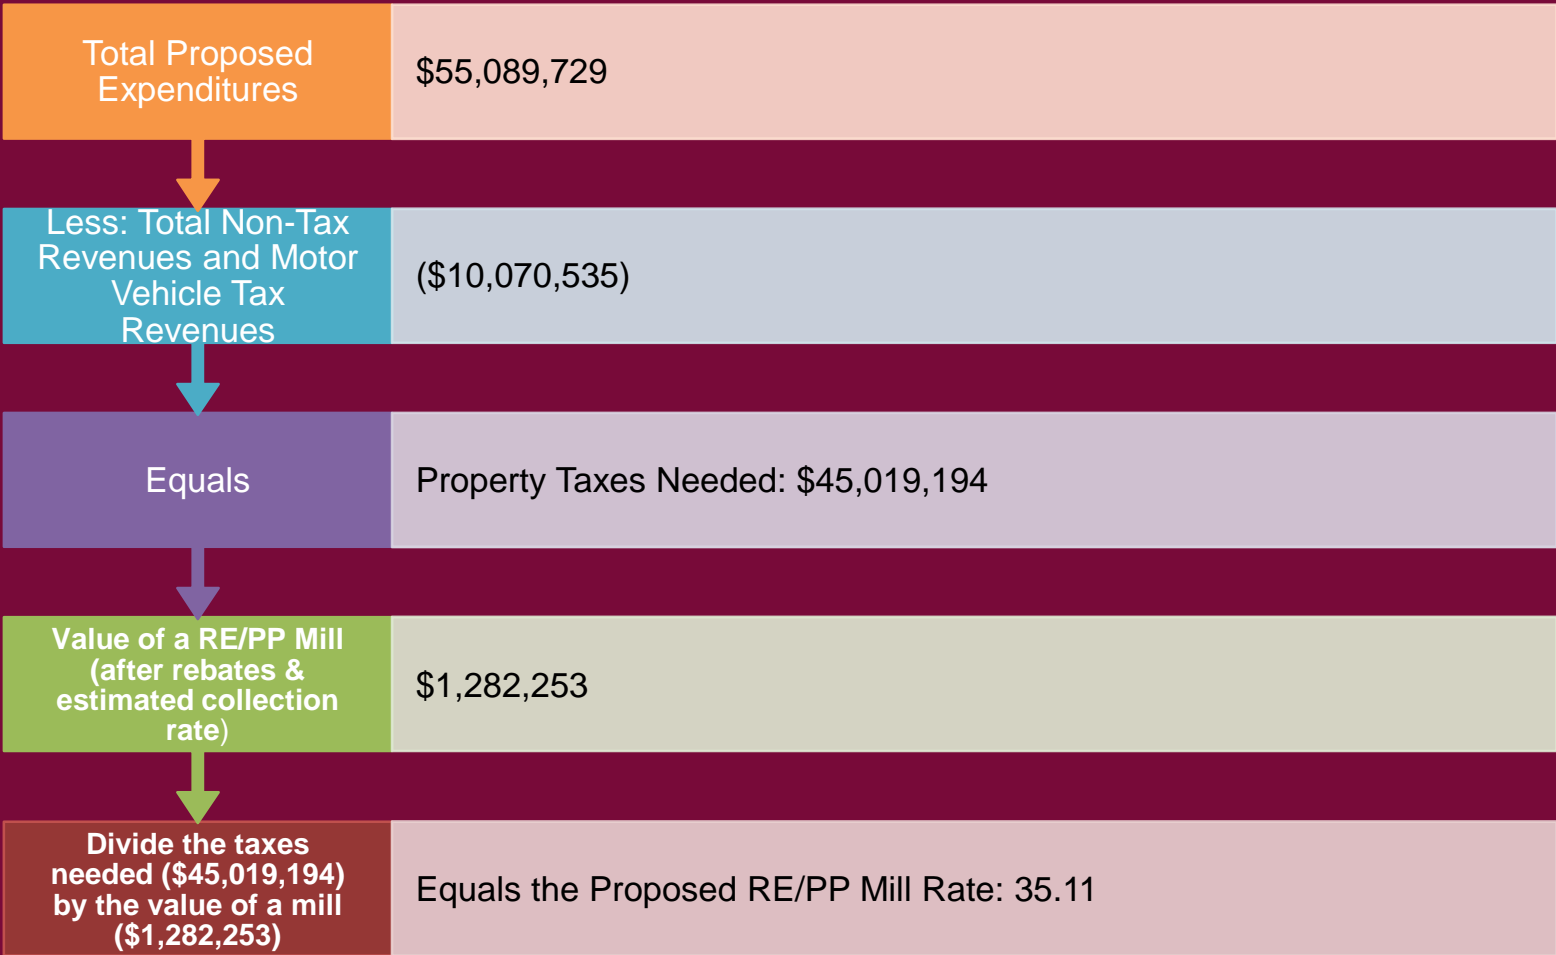 Total Proposed
Expenditures
$55,089,729
Less: Total Non-Tax
Revenues and Motor
Vehicle Tax
Revenues
($10,070,535)
Equals
Property Taxes Needed: $45,019,194
Value of a RE/PP Mill
(after rebates &
estimated collection
rate)
$1,282,253
Divide the taxes
needed ($45,019,194)
by the value of a mill
($1,282,253)
Equals the Proposed RE/PP Mill Rate: 35.11